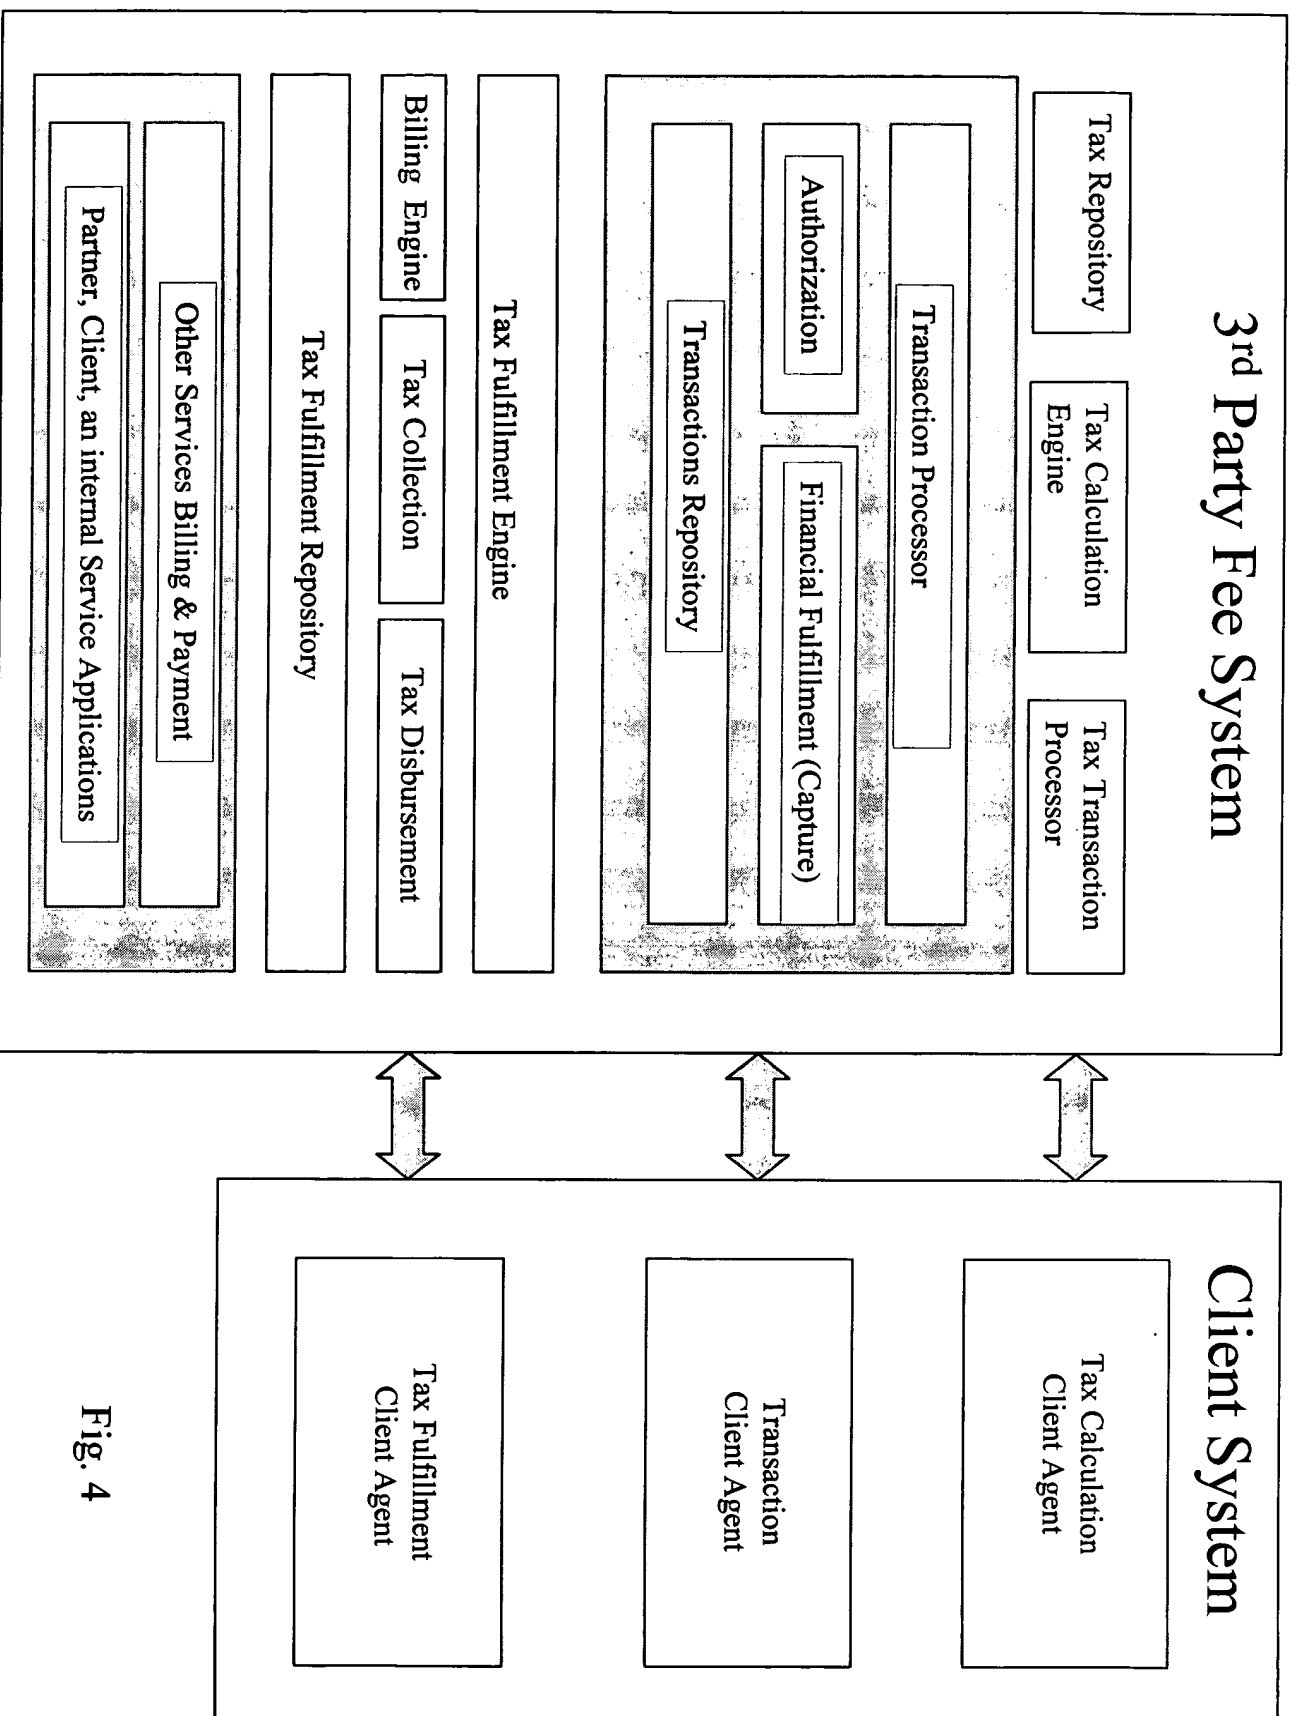 3rd Party Fee System
Tax Repository
Tax Calculation
Engine
Tax Transaction
Processor
Transaction Processor
Authorization
Financial Fulfillment (Capture)
Transactions Repository
Tax Fulfillment Engine
Billing Engine
Tax Collection
Tax Disbursement
Tax Fulfillment Repository
Other Services Billing & Payment
Partner, Client, an internal Service Applications
Client System
Tax Calculation
Client Agent
Transaction
Client Agent
Tax Fulfillment
Client Agent
Fig. 4